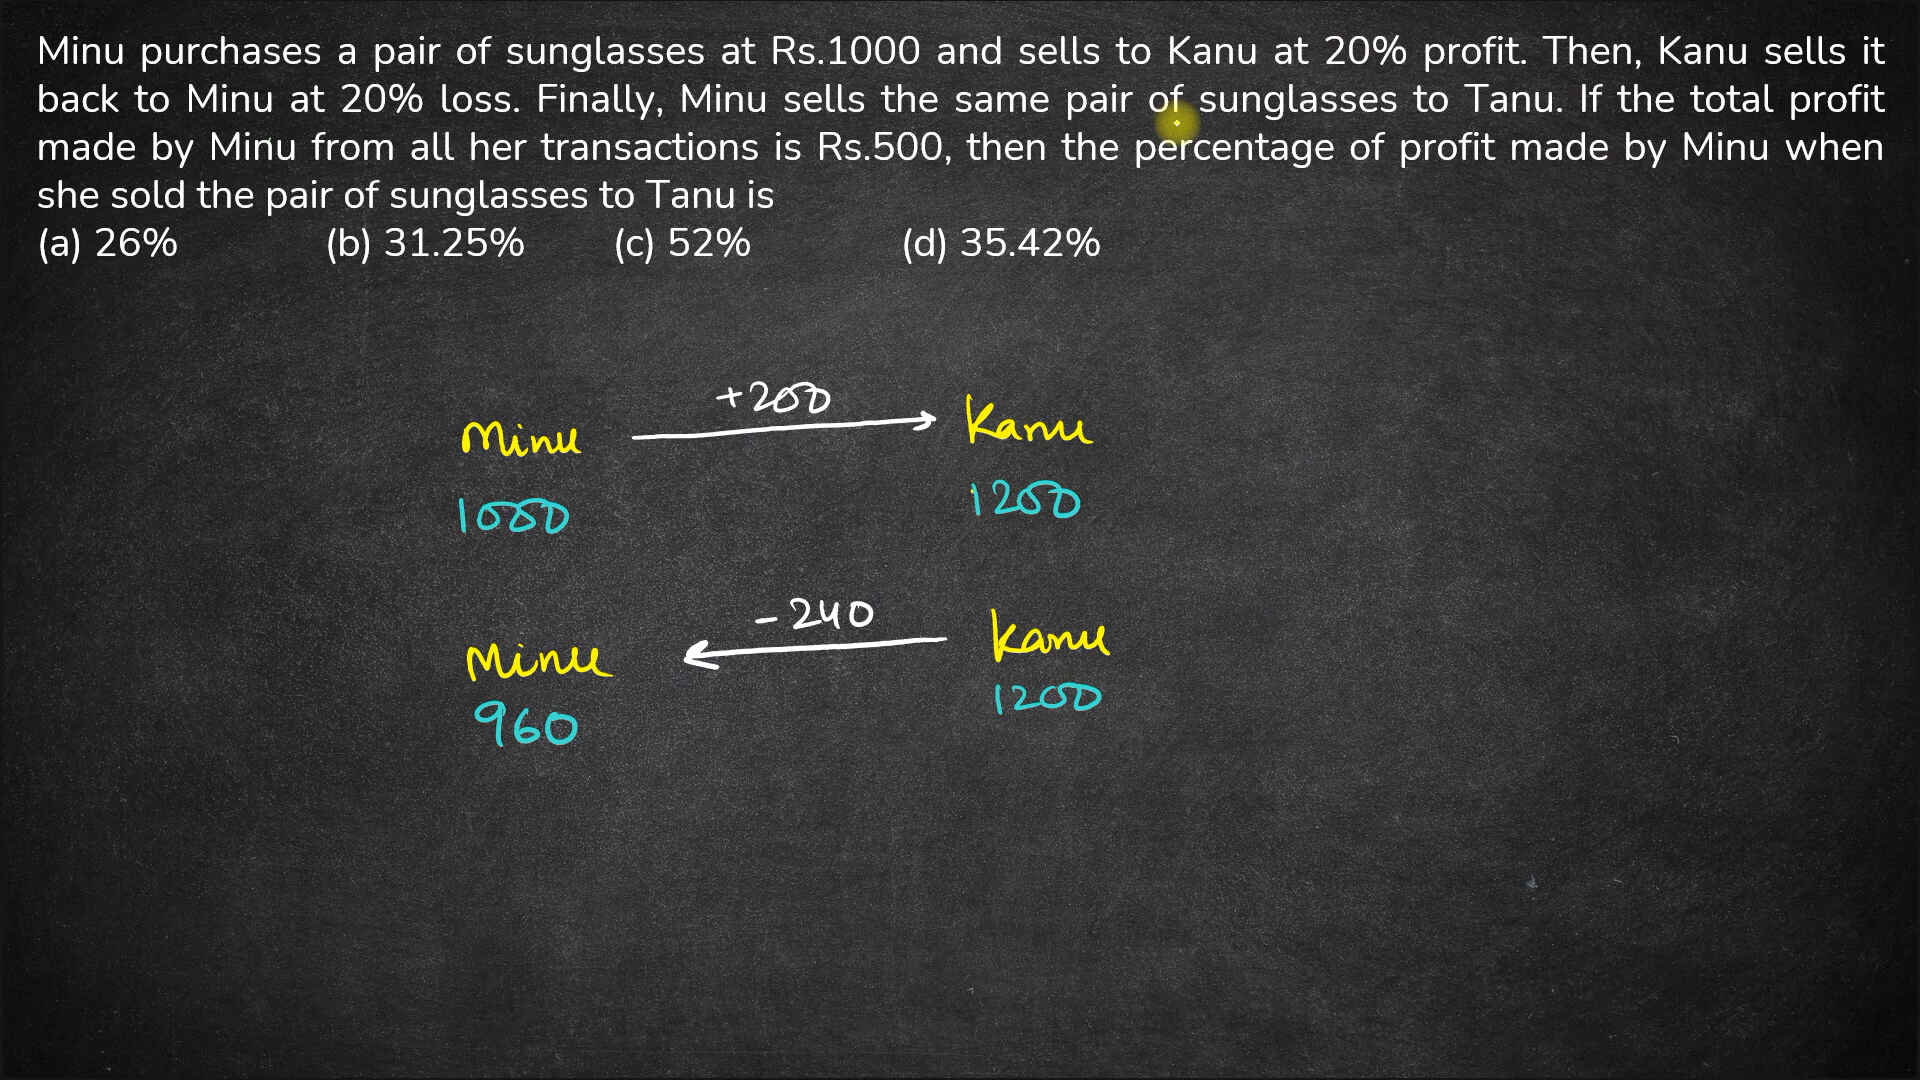 Minu purchases a pair of sunglasses at Rs.1000 and sells to Kanu at 20% profit. Then, Kanu sells it
back to Minu at 20% loss. Finally, Minu sells the same pair of sunglasses to Tanu. If the total profit
made by Minu from all her transactions is Rs.500, then the percentage of profit made by Minu when
she sold the pair of sunglasses to Tanu is
(a) 26% (b) 31.25% (c) 52% (d) 35.42%
+200
Minu Kanu
1000 1200
-240
Minu Kanu
960 1200